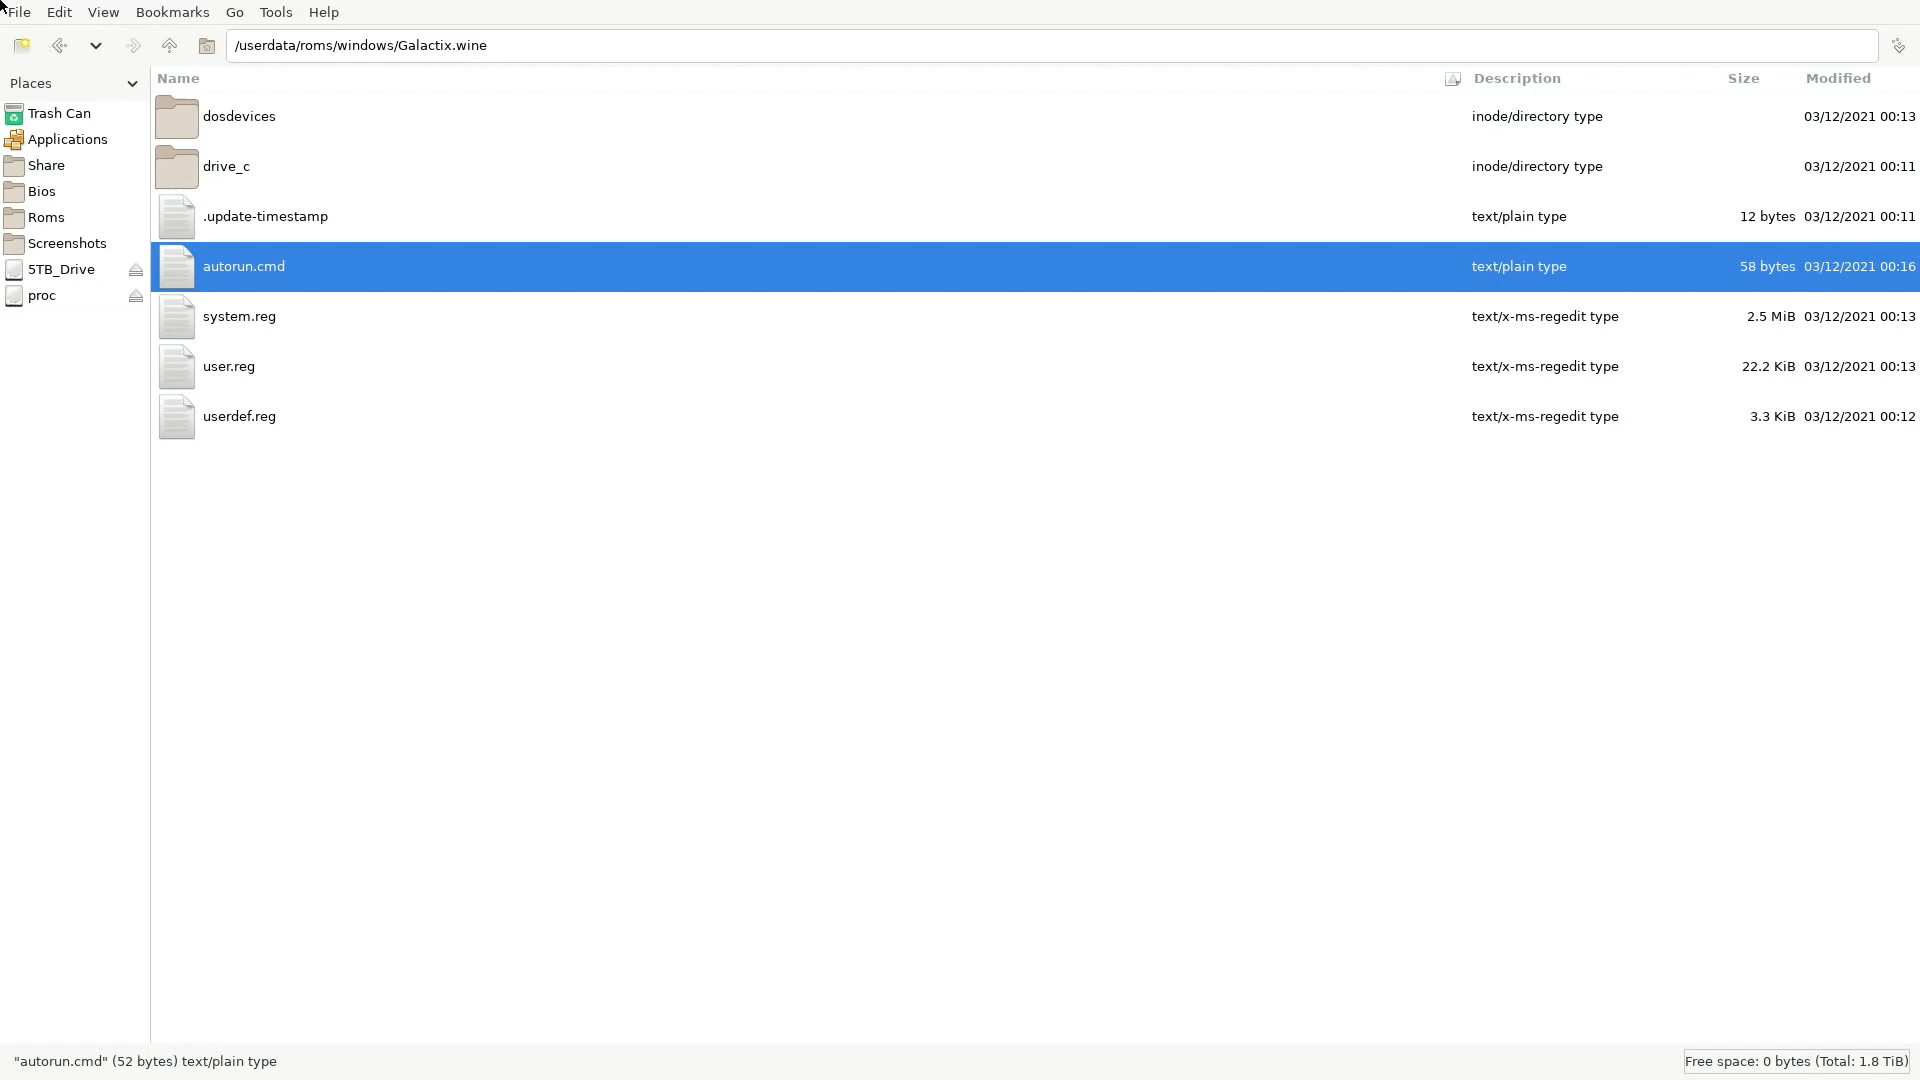 File Edit View Bookmarks Go Tools Help
/userdata/roms/windows/Galactix.wine
Places
Trash Can
Applications
Share
Bios
Roms
Screenshots
5TB_Drive
proc
Name Description Size Modified
dosdevices inode/directory type 03/12/2021 00:13
drive_c inode/directory type 03/12/2021 00:11
.update-timestamp text/plain type 12 bytes 03/12/2021 00:11
autorun.cmd text/plain type 58 bytes 03/12/2021 00:16
system.reg text/x-ms-regedit type 2.5 MiB 03/12/2021 00:13
user.reg text/x-ms-regedit type 22.2 KiB 03/12/2021 00:13
userdef.reg text/x-ms-regedit type 3.3 KiB 03/12/2021 00:12
"autorun.cmd" (52 bytes) text/plain type Free space: 0 bytes (Total: 1.8 TiB)